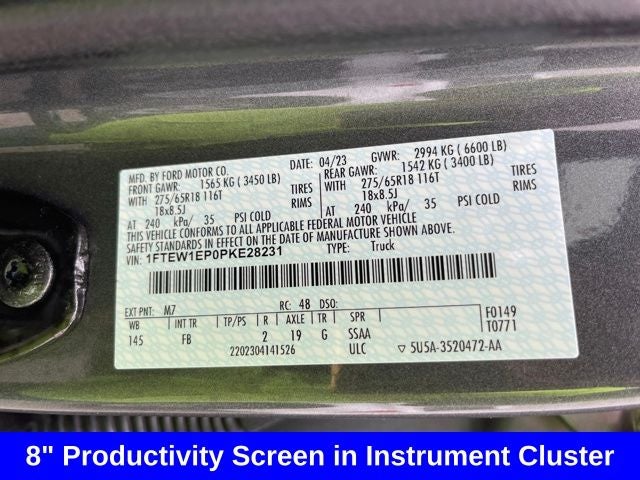 MFD. BY FORD MOTOR CO.
DATE: 04/23 GVWR: 2994 KG ( 6600 LB)
FRONT GAWR: 1565 KG ( 3450 LB) REAR GAWR: 1542 KG ( 3400 LB)
WITH 275/65R18 116T TIRES WITH 275/65R18 116T TIRES
18x8.5J RIMS 18x8.5J RIMS
AT 240 kPa/ 35 PSI COLD AT 240 kPa/ 35 PSI COLD
THIS VEHICLE CONFORMS TO ALL APPLICABLE FEDERAL MOTOR VEHICLE
SAFETY STANDARDS IN EFFECT ON THE DATE OF MANUFACTURE SHOWN ABOVE.
VIN: 1FTEW1EP0PKE28231 TYPE: Truck
EXT PNT: M7 RC: 48 DSO: F0149
WB INT TR TP/PS R AXLE TR SPR T0771
145 FB 2 19 G SSAA
2202304141526 ULC ▽ 5U5A-3520472-AA
8" Productivity Screen in Instrument Cluster